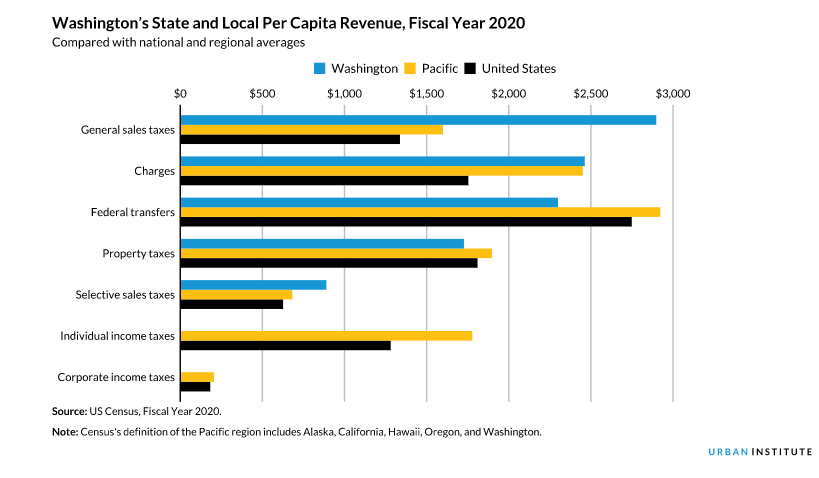 Washington's State and Local Per Capita Revenue, Fiscal Year 2020
Compared with national and regional averages
Washington Pacific United States
$0 $500 $1,000 $1,500 $2,000 $2,500 $3,000
General sales taxes
Charges
Federal transfers
Property taxes
Selective sales taxes
Individual income taxes
Corporate income taxes
Source: US Census, Fiscal Year 2020.
Note: Census's definition of the Pacific region includes Alaska, California, Hawaii, Oregon, and Washington.
URBAN INSTITUTE